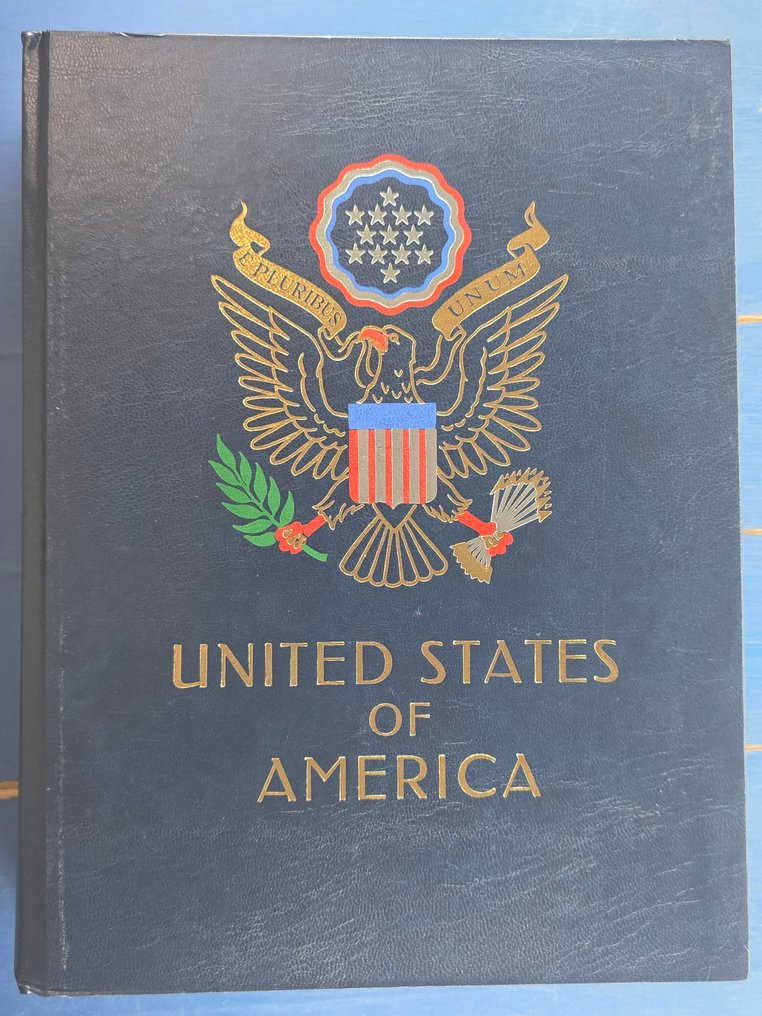 E PLURIBUS UNUM
UNITED STATES
OF
AMERICA